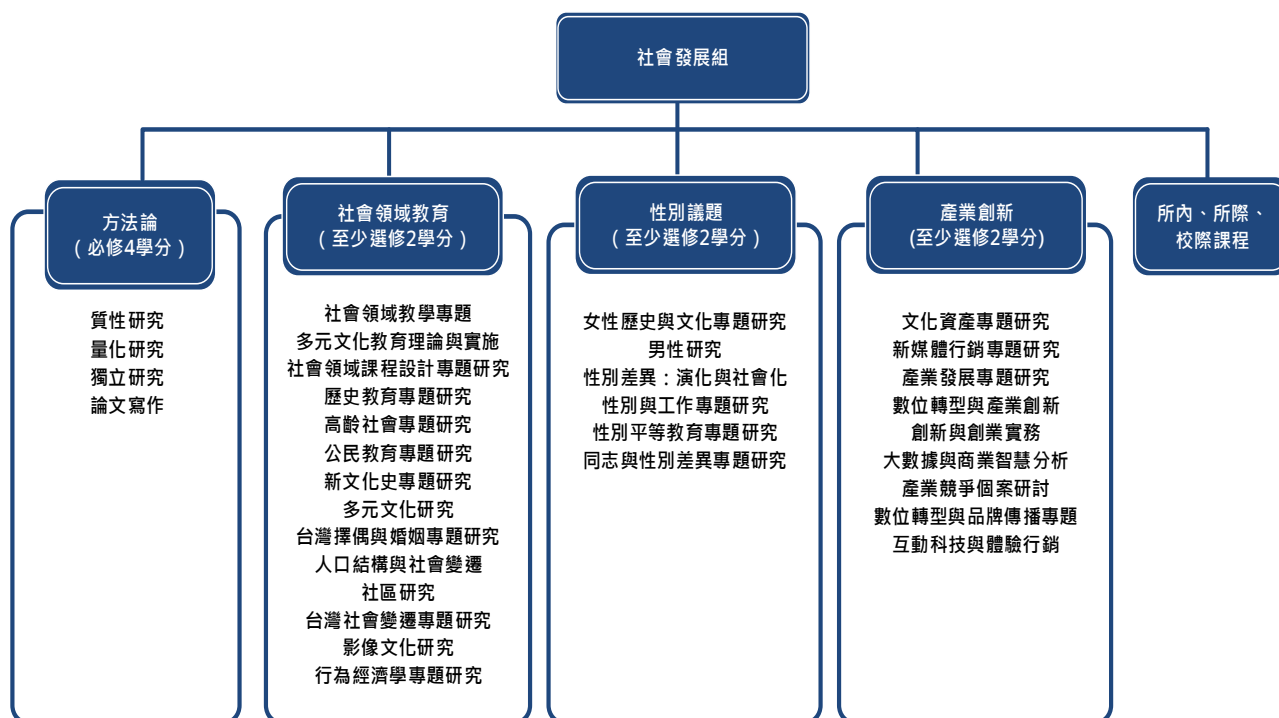 社會發展組
方法論
（必修4學分）
質性研究
量化研究
獨立研究
論文寫作
社會領域教育
（至少選修2學分）
社會領域教學專題
多元文化教育理論與實施
社會領域課程設計專題研究
歷史教育專題研究
高齡社會專題研究
公民教育專題研究
新文化史專題研究
多元文化研究
台灣擇偶與婚姻專題研究
人口結構與社會變遷
社區研究
台灣社會變遷專題研究
影像文化研究
行為經濟學專題研究
性別議題
（至少選修2學分）
女性歷史與文化專題研究
男性研究
性別差異：演化與社會化
性別與工作專題研究
性別平等教育專題研究
同志與性別差異專題研究
產業創新
(至少選修2學分)
文化資產專題研究
新媒體行銷專題研究
產業發展專題研究
數位轉型與產業創新
創新與創業實務
大數據與商業智慧分析
產業競爭個案研討
數位轉型與品牌傳播專題
互動科技與體驗行銷
所內、所際、
校際課程